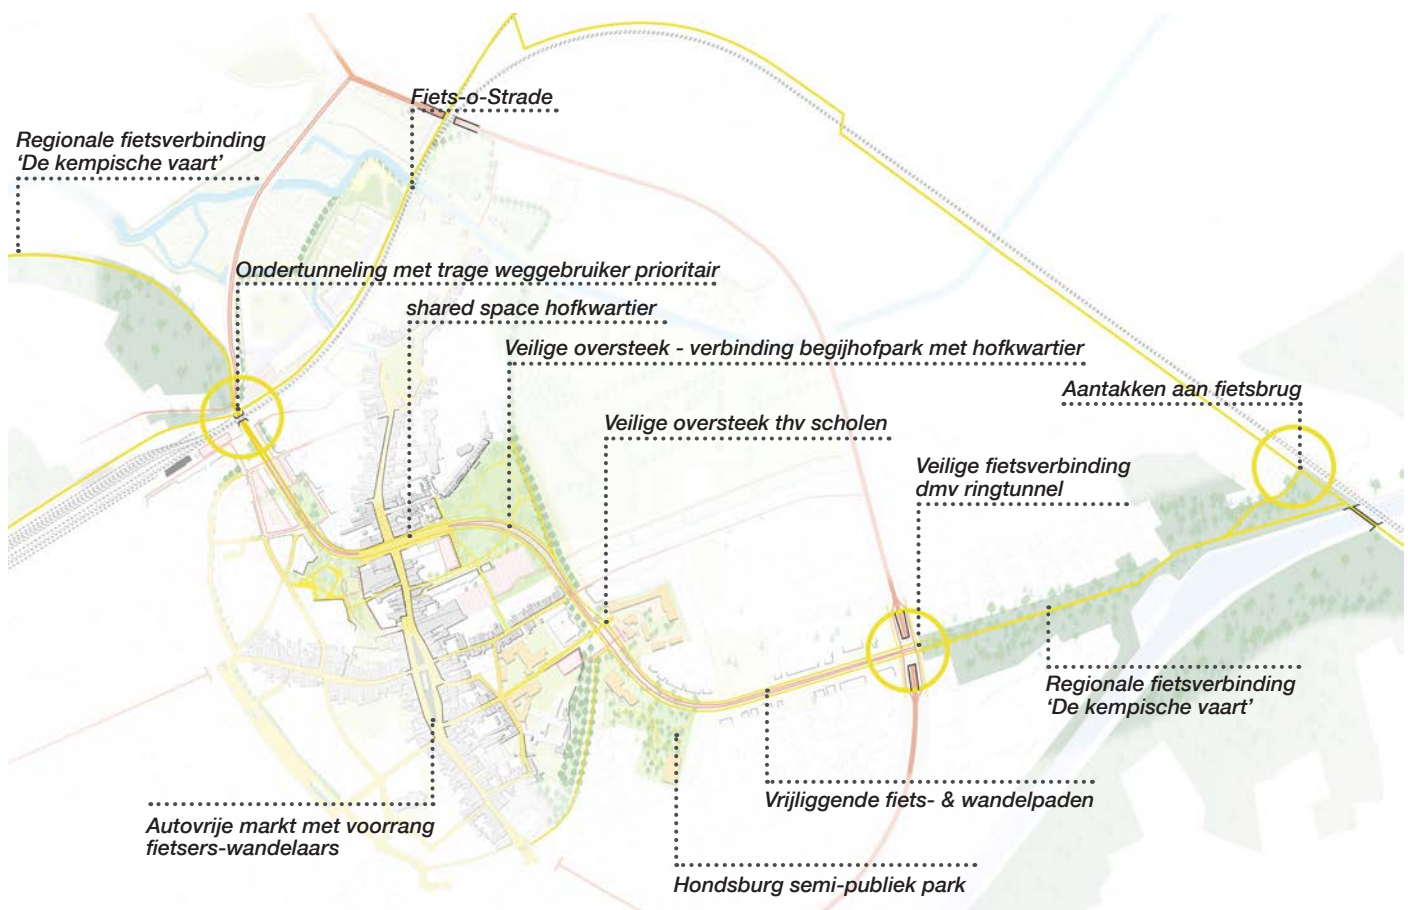 Fiets-o-Strade
Regionale fietsverbinding
‘De kempische vaart’
Ondertunneling met trage weggebruiker prioritair
shared space hofkwartier
Veilige oversteek - verbinding begijhofpark met hofkwartier
Aantakken aan fietsbrug
Veilige oversteek thv scholen
Veilige fietsverbinding
dmv ringtunnel
Regionale fietsverbinding
‘De kempische vaart’
Vrijliggende fiets- & wandelpaden
Autovrije markt met voorrang
fietsers-wandelaars
Hondsburg semi-publiek park